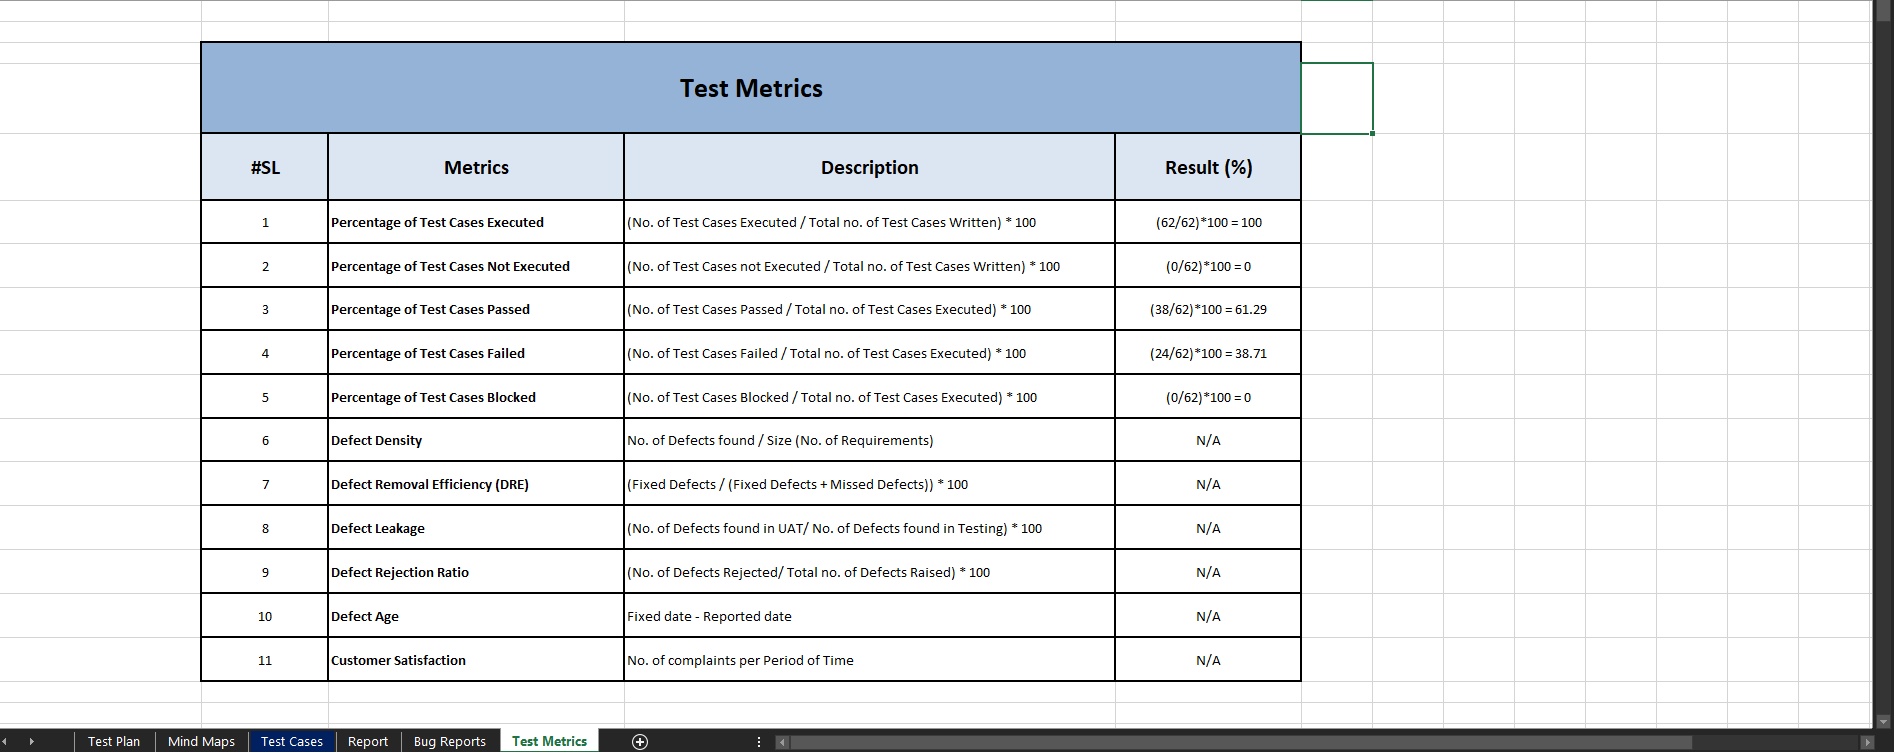 Test Metrics
#SL Metrics Description Result (%)
1 Percentage of Test Cases Executed (No. of Test Cases Executed / Total no. of Test Cases Written) * 100 (62/62)*100 = 100
2 Percentage of Test Cases Not Executed (No. of Test Cases not Executed / Total no. of Test Cases Written) * 100 (0/62)*100 = 0
3 Percentage of Test Cases Passed (No. of Test Cases Passed / Total no. of Test Cases Executed) * 100 (38/62)*100 = 61.29
4 Percentage of Test Cases Failed (No. of Test Cases Failed / Total no. of Test Cases Executed) * 100 (24/62)*100 = 38.71
5 Percentage of Test Cases Blocked (No. of Test Cases Blocked / Total no. of Test Cases Executed) * 100 (0/62)*100 = 0
6 Defect Density No. of Defects found / Size (No. of Requirements) N/A
7 Defect Removal Efficiency (DRE) (Fixed Defects / (Fixed Defects + Missed Defects)) * 100 N/A
8 Defect Leakage (No. of Defects found in UAT/ No. of Defects found in Testing) * 100 N/A
9 Defect Rejection Ratio (No. of Defects Rejected/ Total no. of Defects Raised) * 100 N/A
10 Defect Age Fixed date - Reported date N/A
11 Customer Satisfaction No. of complaints per Period of Time N/A
Test Plan Mind Maps Test Cases Report Bug Reports Test Metrics